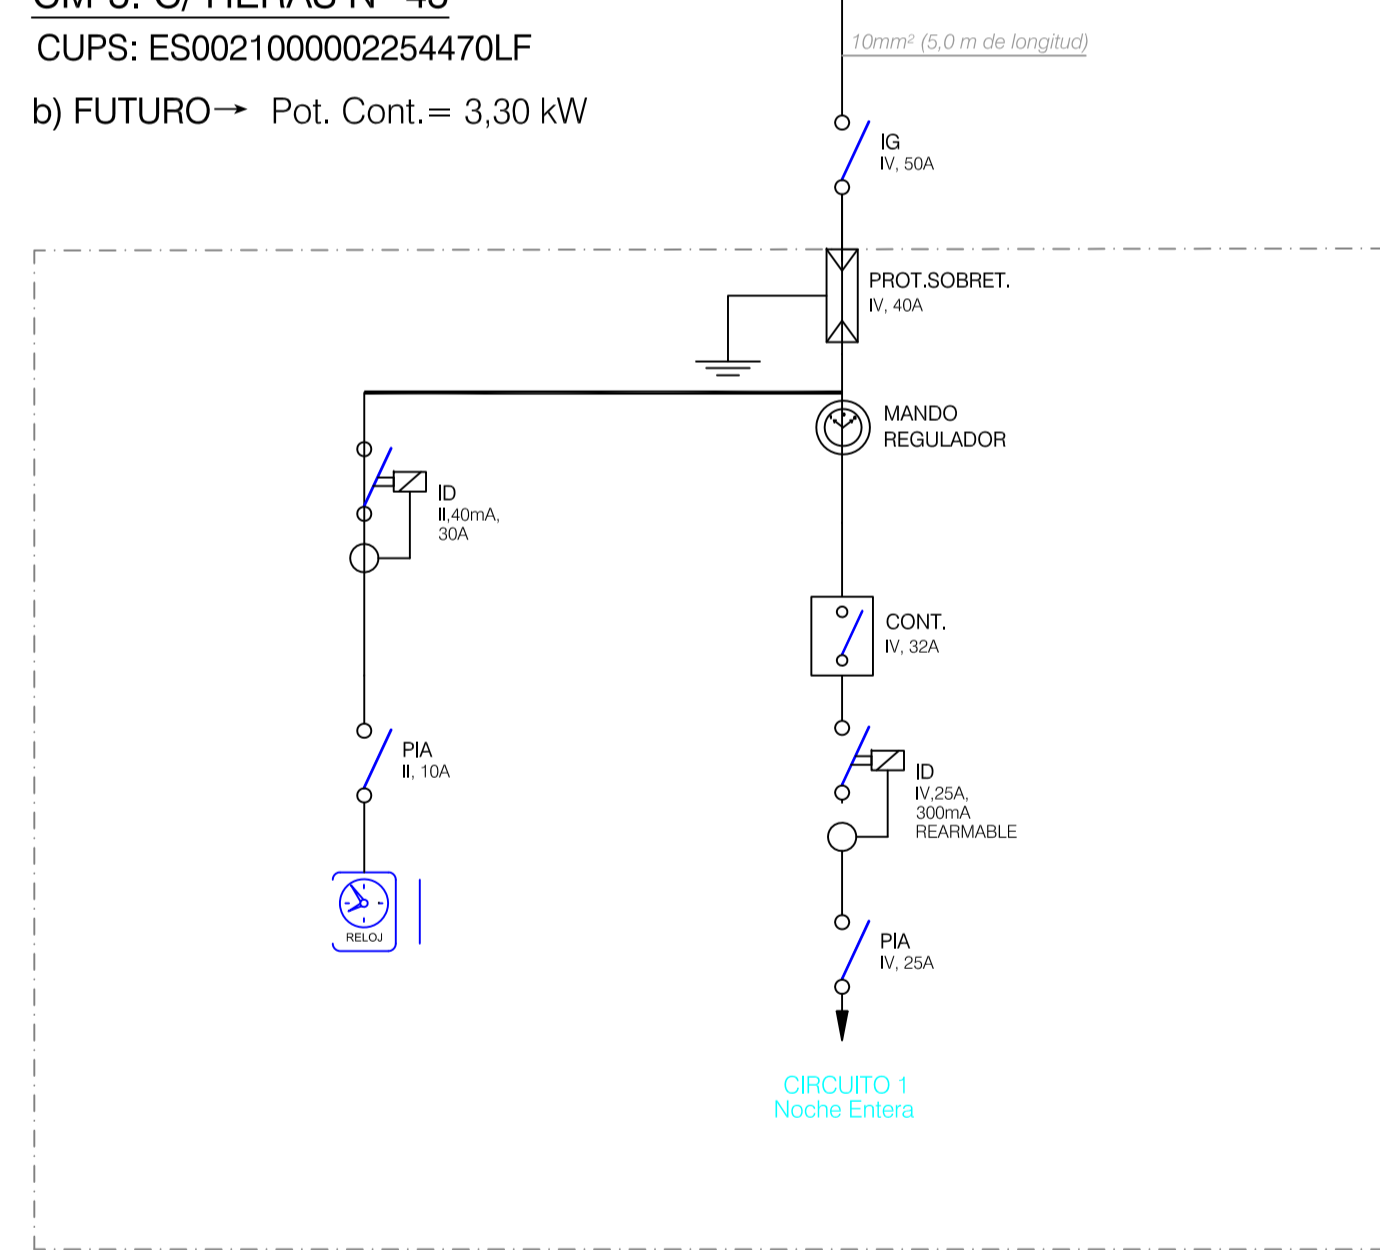 CUPS: ES0021000002254470LF
b) FUTURO→ Pot. Cont.= 3,30 kW
10mm² (5,0 m de longitud)
IG
IV, 50A
PROT.SOBRET.
IV, 40A
MANDO
REGULADOR
ID
II,40mA,
30A
CONT.
IV, 32A
PIA
II, 10A
ID
IV,25A,
300mA
REARMABLE
RELOJ
PIA
IV, 25A
CIRCUITO 1
Noche Entera